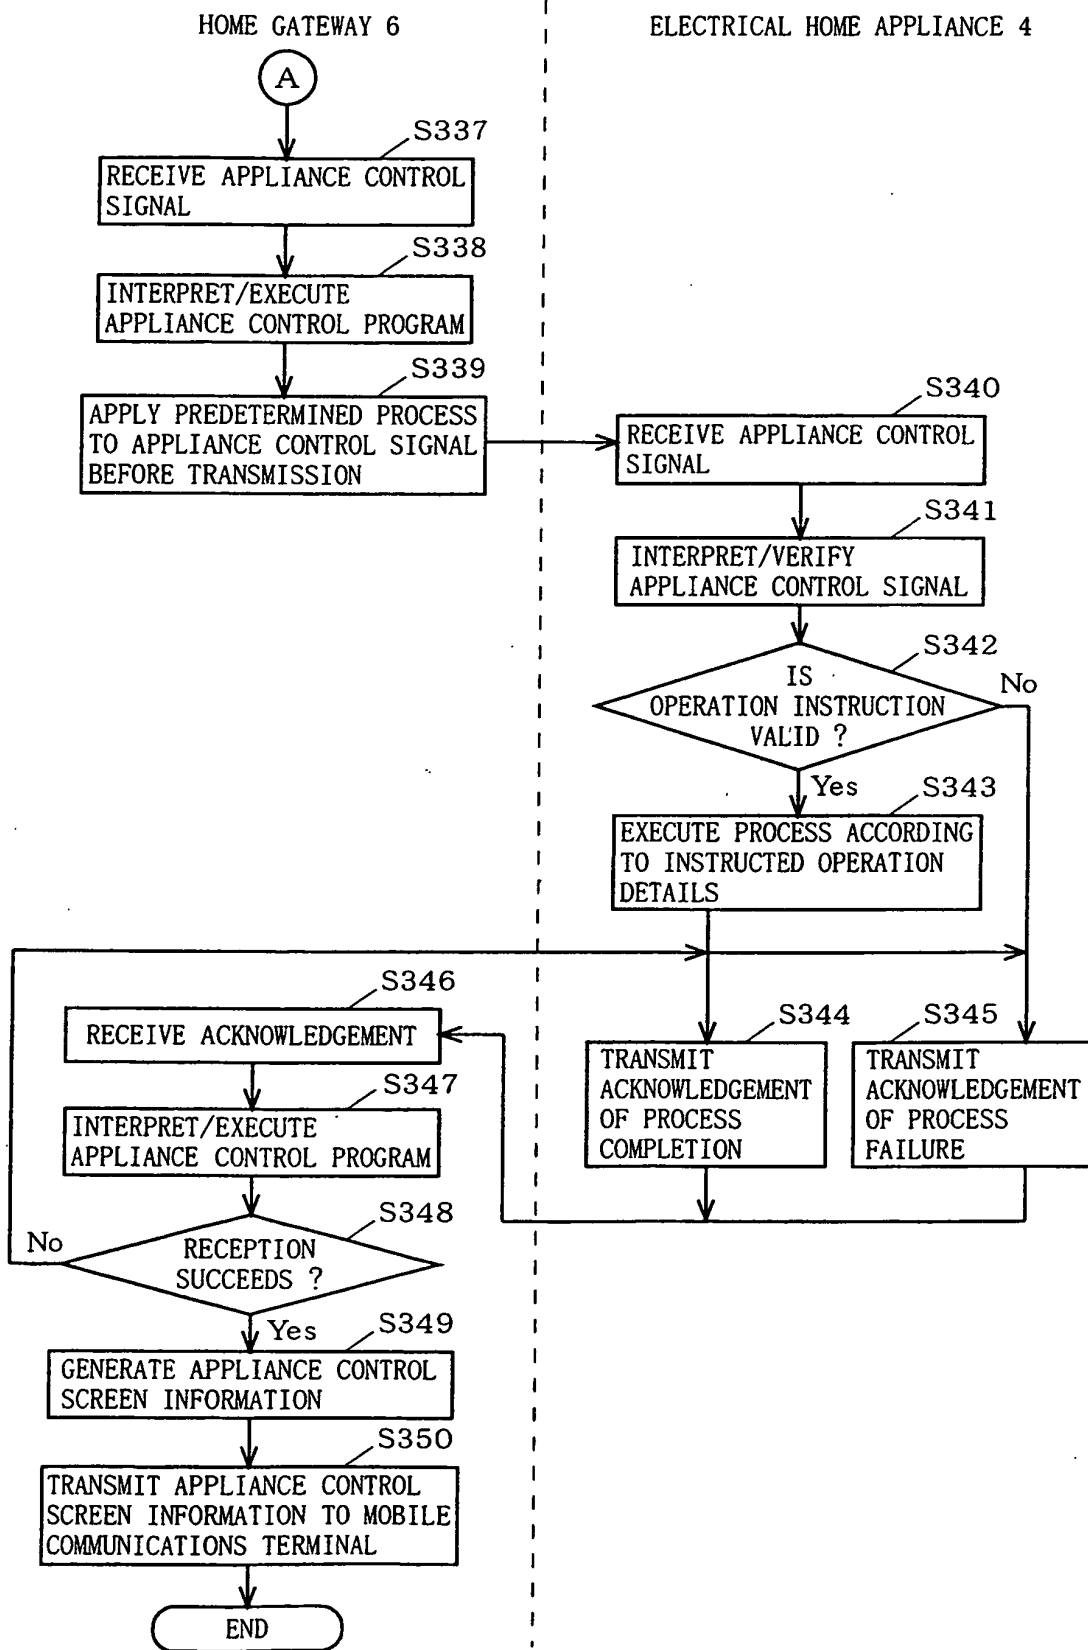 HOME GATEWAY 6
ELECTRICAL HOME APPLIANCE 4
A
S337
RECEIVE APPLIANCE CONTROL
SIGNAL
S338
INTERPRET/EXECUTE
APPLIANCE CONTROL PROGRAM
S339
APPLY PREDETERMINED PROCESS
TO APPLIANCE CONTROL SIGNAL
BEFORE TRANSMISSION
S340
RECEIVE APPLIANCE CONTROL
SIGNAL
S341
INTERPRET/VERIFY
APPLIANCE CONTROL SIGNAL
S342
IS
OPERATION INSTRUCTION
VALID ?
No
Yes
S343
EXECUTE PROCESS ACCORDING
TO INSTRUCTED OPERATION
DETAILS
S344
TRANSMIT
ACKNOWLEDGEMENT
OF PROCESS
COMPLETION
S345
TRANSMIT
ACKNOWLEDGEMENT
OF PROCESS
FAILURE
S346
RECEIVE ACKNOWLEDGEMENT
S347
INTERPRET/EXECUTE
APPLIANCE CONTROL PROGRAM
S348
RECEPTION
SUCCEEDS ?
No
Yes
S349
GENERATE APPLIANCE CONTROL
SCREEN INFORMATION
S350
TRANSMIT APPLIANCE CONTROL
SCREEN INFORMATION TO MOBILE
COMMUNICATIONS TERMINAL
END